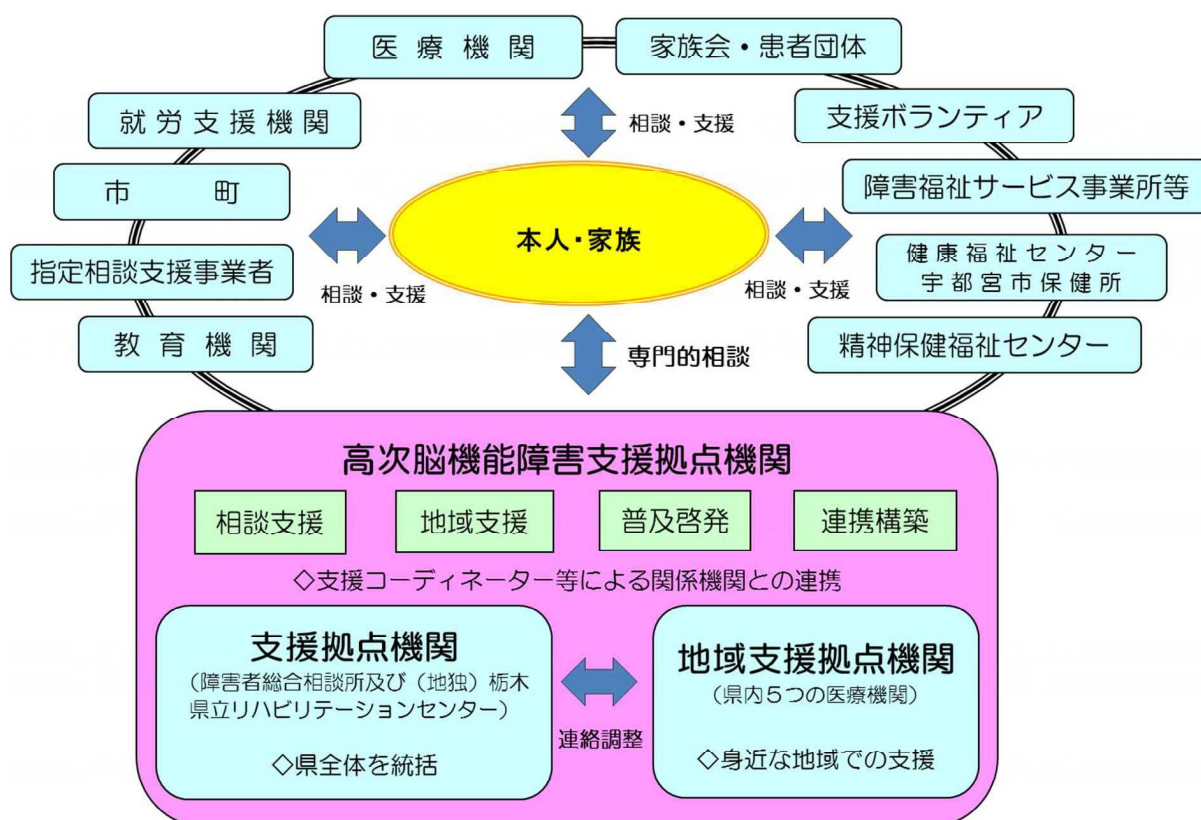 医療機関
家族会・患者団体
就労支援機関
相談・支援
支援ボランティア
市町
障害福祉サービス事業所等
本人・家族
指定相談支援事業者
相談・支援
相談・支援
健康福祉センター
宇都宮市保健所
教育機関
専門的相談
精神保健福祉センター
高次脳機能障害支援拠点機関
相談支援
地域支援
普及啓発
連携構築
◇支援コーディネーター等による関係機関との連携
支援拠点機関
（障害者総合相談所及び（地独）栃木
県立リハビリテーションセンター）
◇県全体を統括
連絡調整
地域支援拠点機関
（県内５つの医療機関）
◇身近な地域での支援